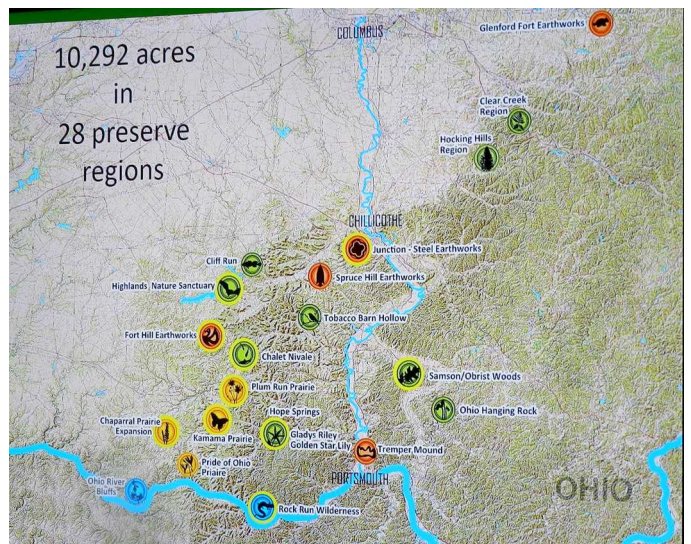 10,292 acres
in
28 preserve
regions
COLUMBUS
Glenford Fort Earthworks
Clear Creek
Region
Hocking Hills
Region
CHILLICOTHE
Junction - Steel Earthworks
Cliff Run
Spruce Hill Earthworks
Highlands Nature Sanctuary
Tobacco Barn Hollow
Fort Hill Earthworks
Chalet Nivale
Samson/Obrist Woods
Plum Run Prairie
Ohio Hanging Rock
Hope Springs
Chaparral Prairie
Expansion
Kamama Prairie
Gladys Riley
Golden Star Lily
Tremper Mound
Pride of Ohio
Praire
PORTSMOUTH
Ohio River
Bluffs
OHIO
Rock Run Wilderness